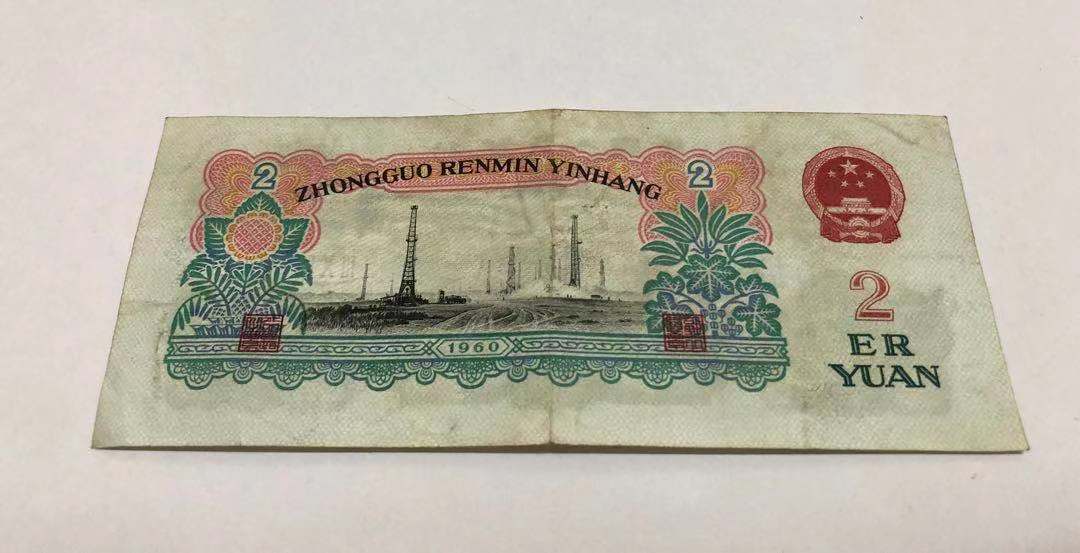 2
ZHONGGUO RENMIN YINHANG
2
1960
2
ER
YUAN